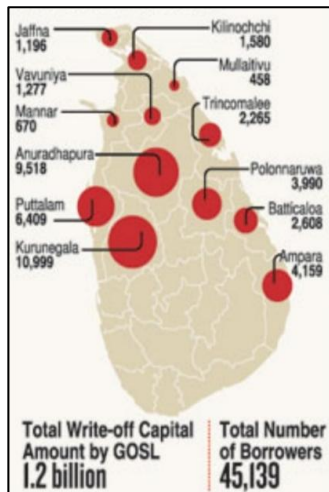 Jaffna
1,196
Kilinochchi
1,580
Vavuniya
1,277
Mullaitivu
458
Mannar
670
Trincomalee
2,265
Anuradhapura
9,518
Polonnaruwa
3,990
Puttalam
6,409
Batticaloa
2,608
Kurunegala
10,999
Ampara
4,159
Total Write-off Capital
Amount by GOSL
1.2 billion
Total Number
of Borrowers
45,139